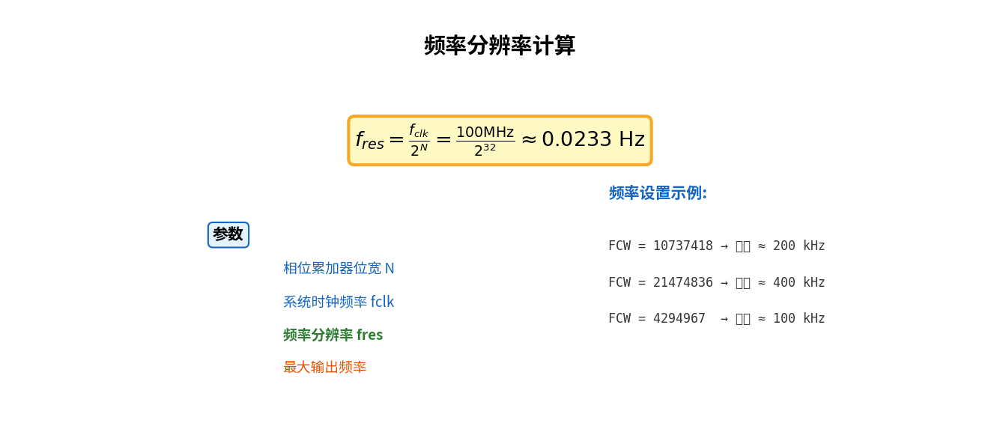 频率分辨率计算
f_res = f_clk / 2^N = 100MHz / 2^32 ≈ 0.0233 Hz
频率设置示例:
参数
FCW = 10737418 → □□ ≈ 200 kHz
相位累加器位宽 N
FCW = 21474836 → □□ ≈ 400 kHz
系统时钟频率 fclk
FCW = 4294967  → □□ ≈ 100 kHz
频率分辨率 fres
最大输出频率